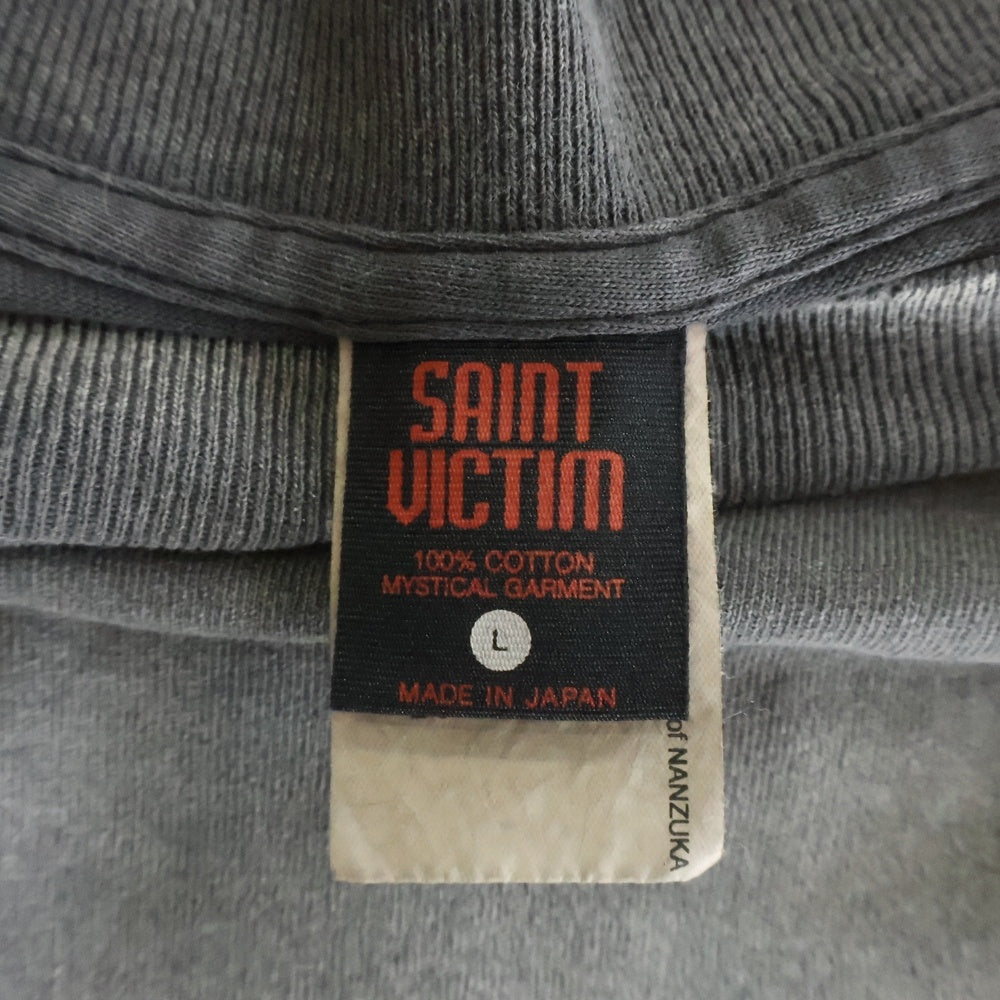 SAINT
VICTIM
100% COTTON
MYSTICAL GARMENT
L
MADE IN JAPAN
of NANZUKA